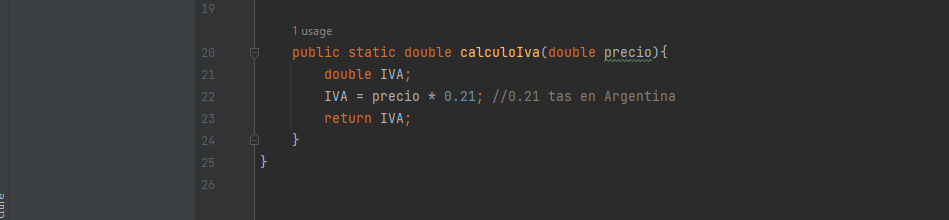 19
1 usage
20 public static double calculoIva(double precio){
21 double IVA;
22 IVA = precio * 0.21; //0.21 tas en Argentina
23 return IVA;
24 }
25 }
26
cture